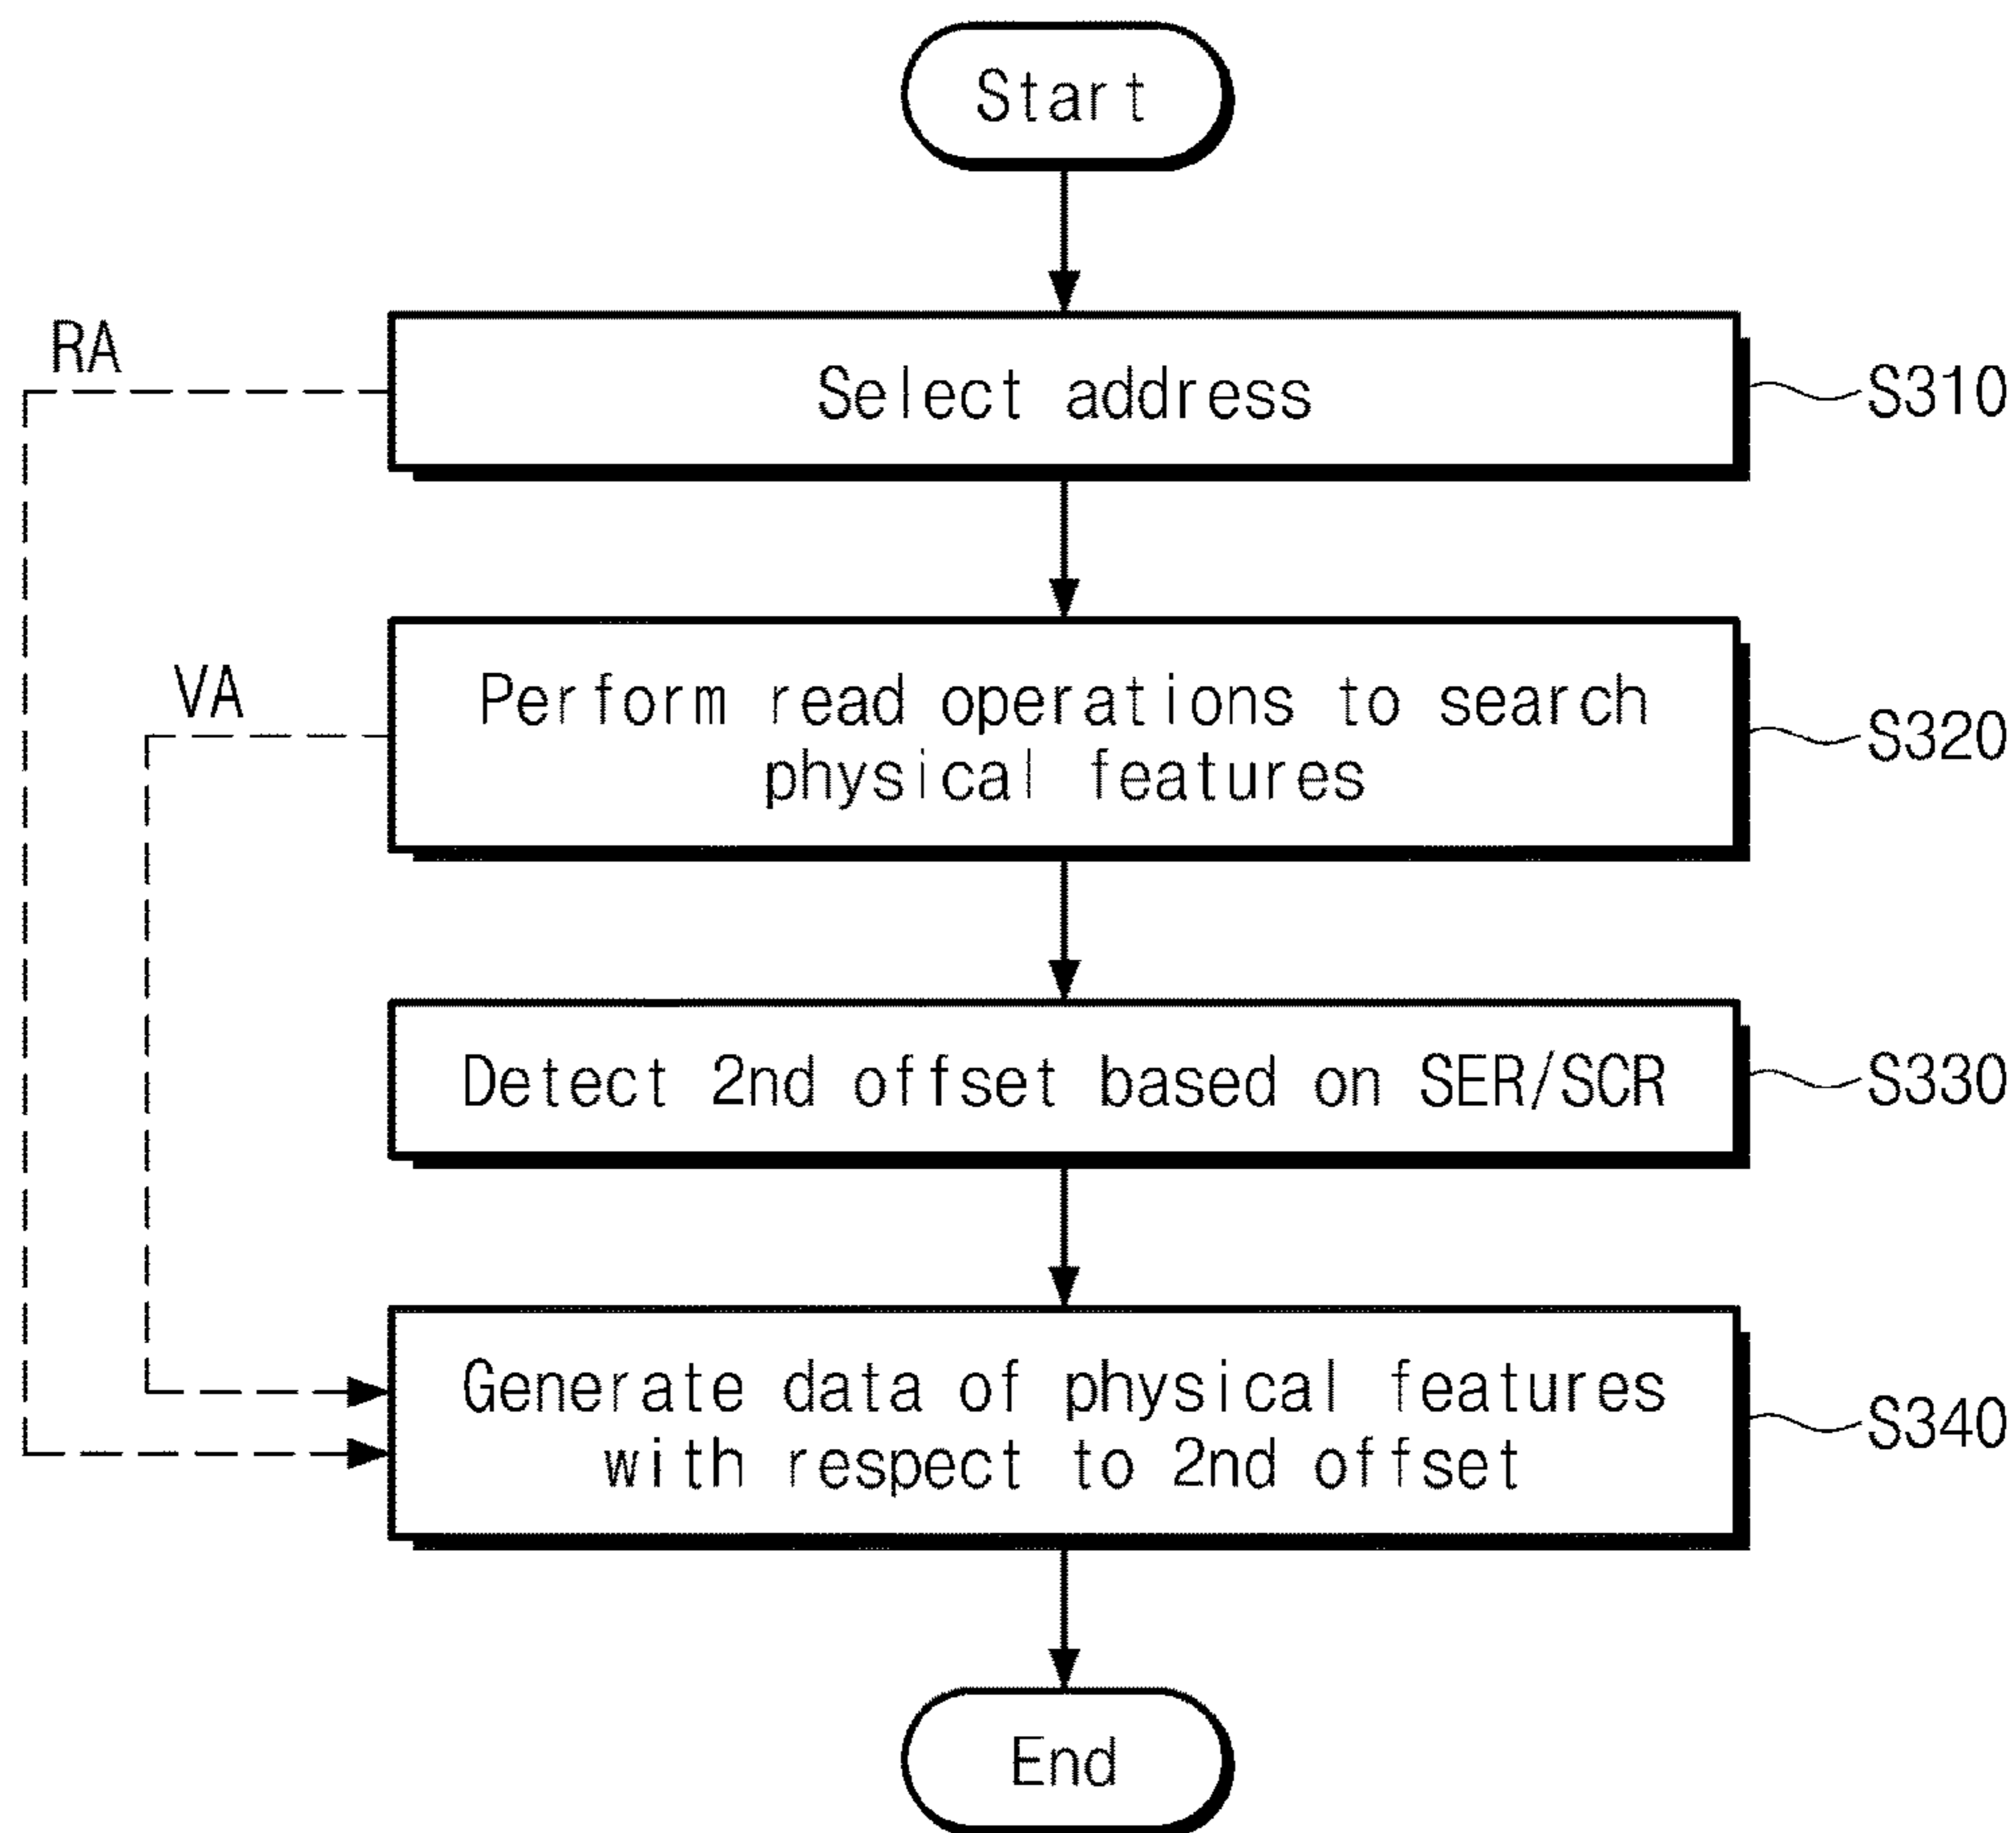 Start
RA
Select address
S310
VA
Perform read operations to search
physical features
S320
Detect 2nd offset based on SER/SCR
S330
Generate data of physical features
with respect to 2nd offset
S340
End